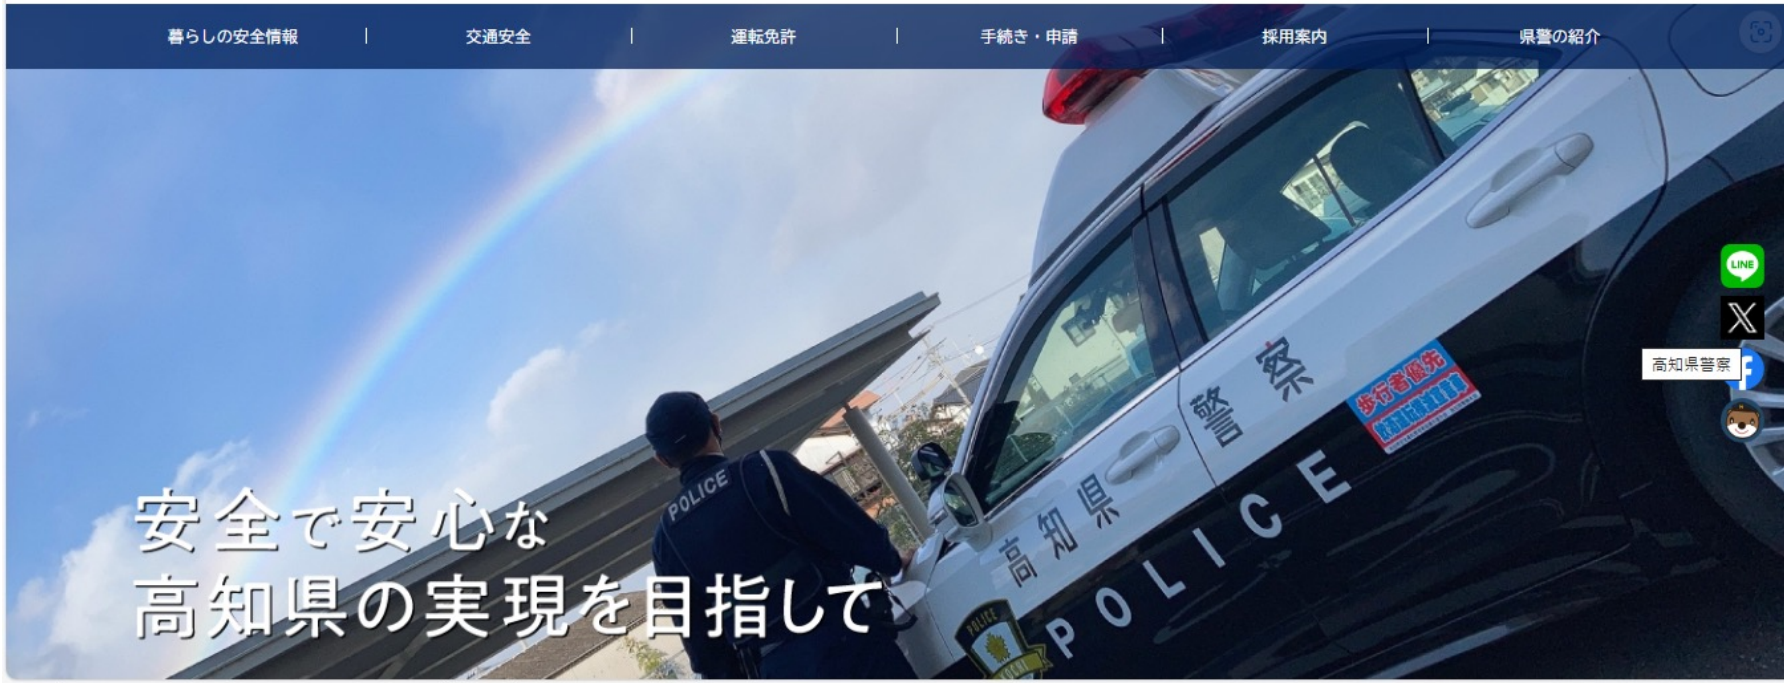 暮らしの安全情報
交通安全
運転免許
手続き・申請
採用案内
県警の紹介
LINE
X
高知県警察
f
POLICE
高知県警察
POLICE
歩行者優先
POLICE
安全で安心な
高知県の実現を目指して